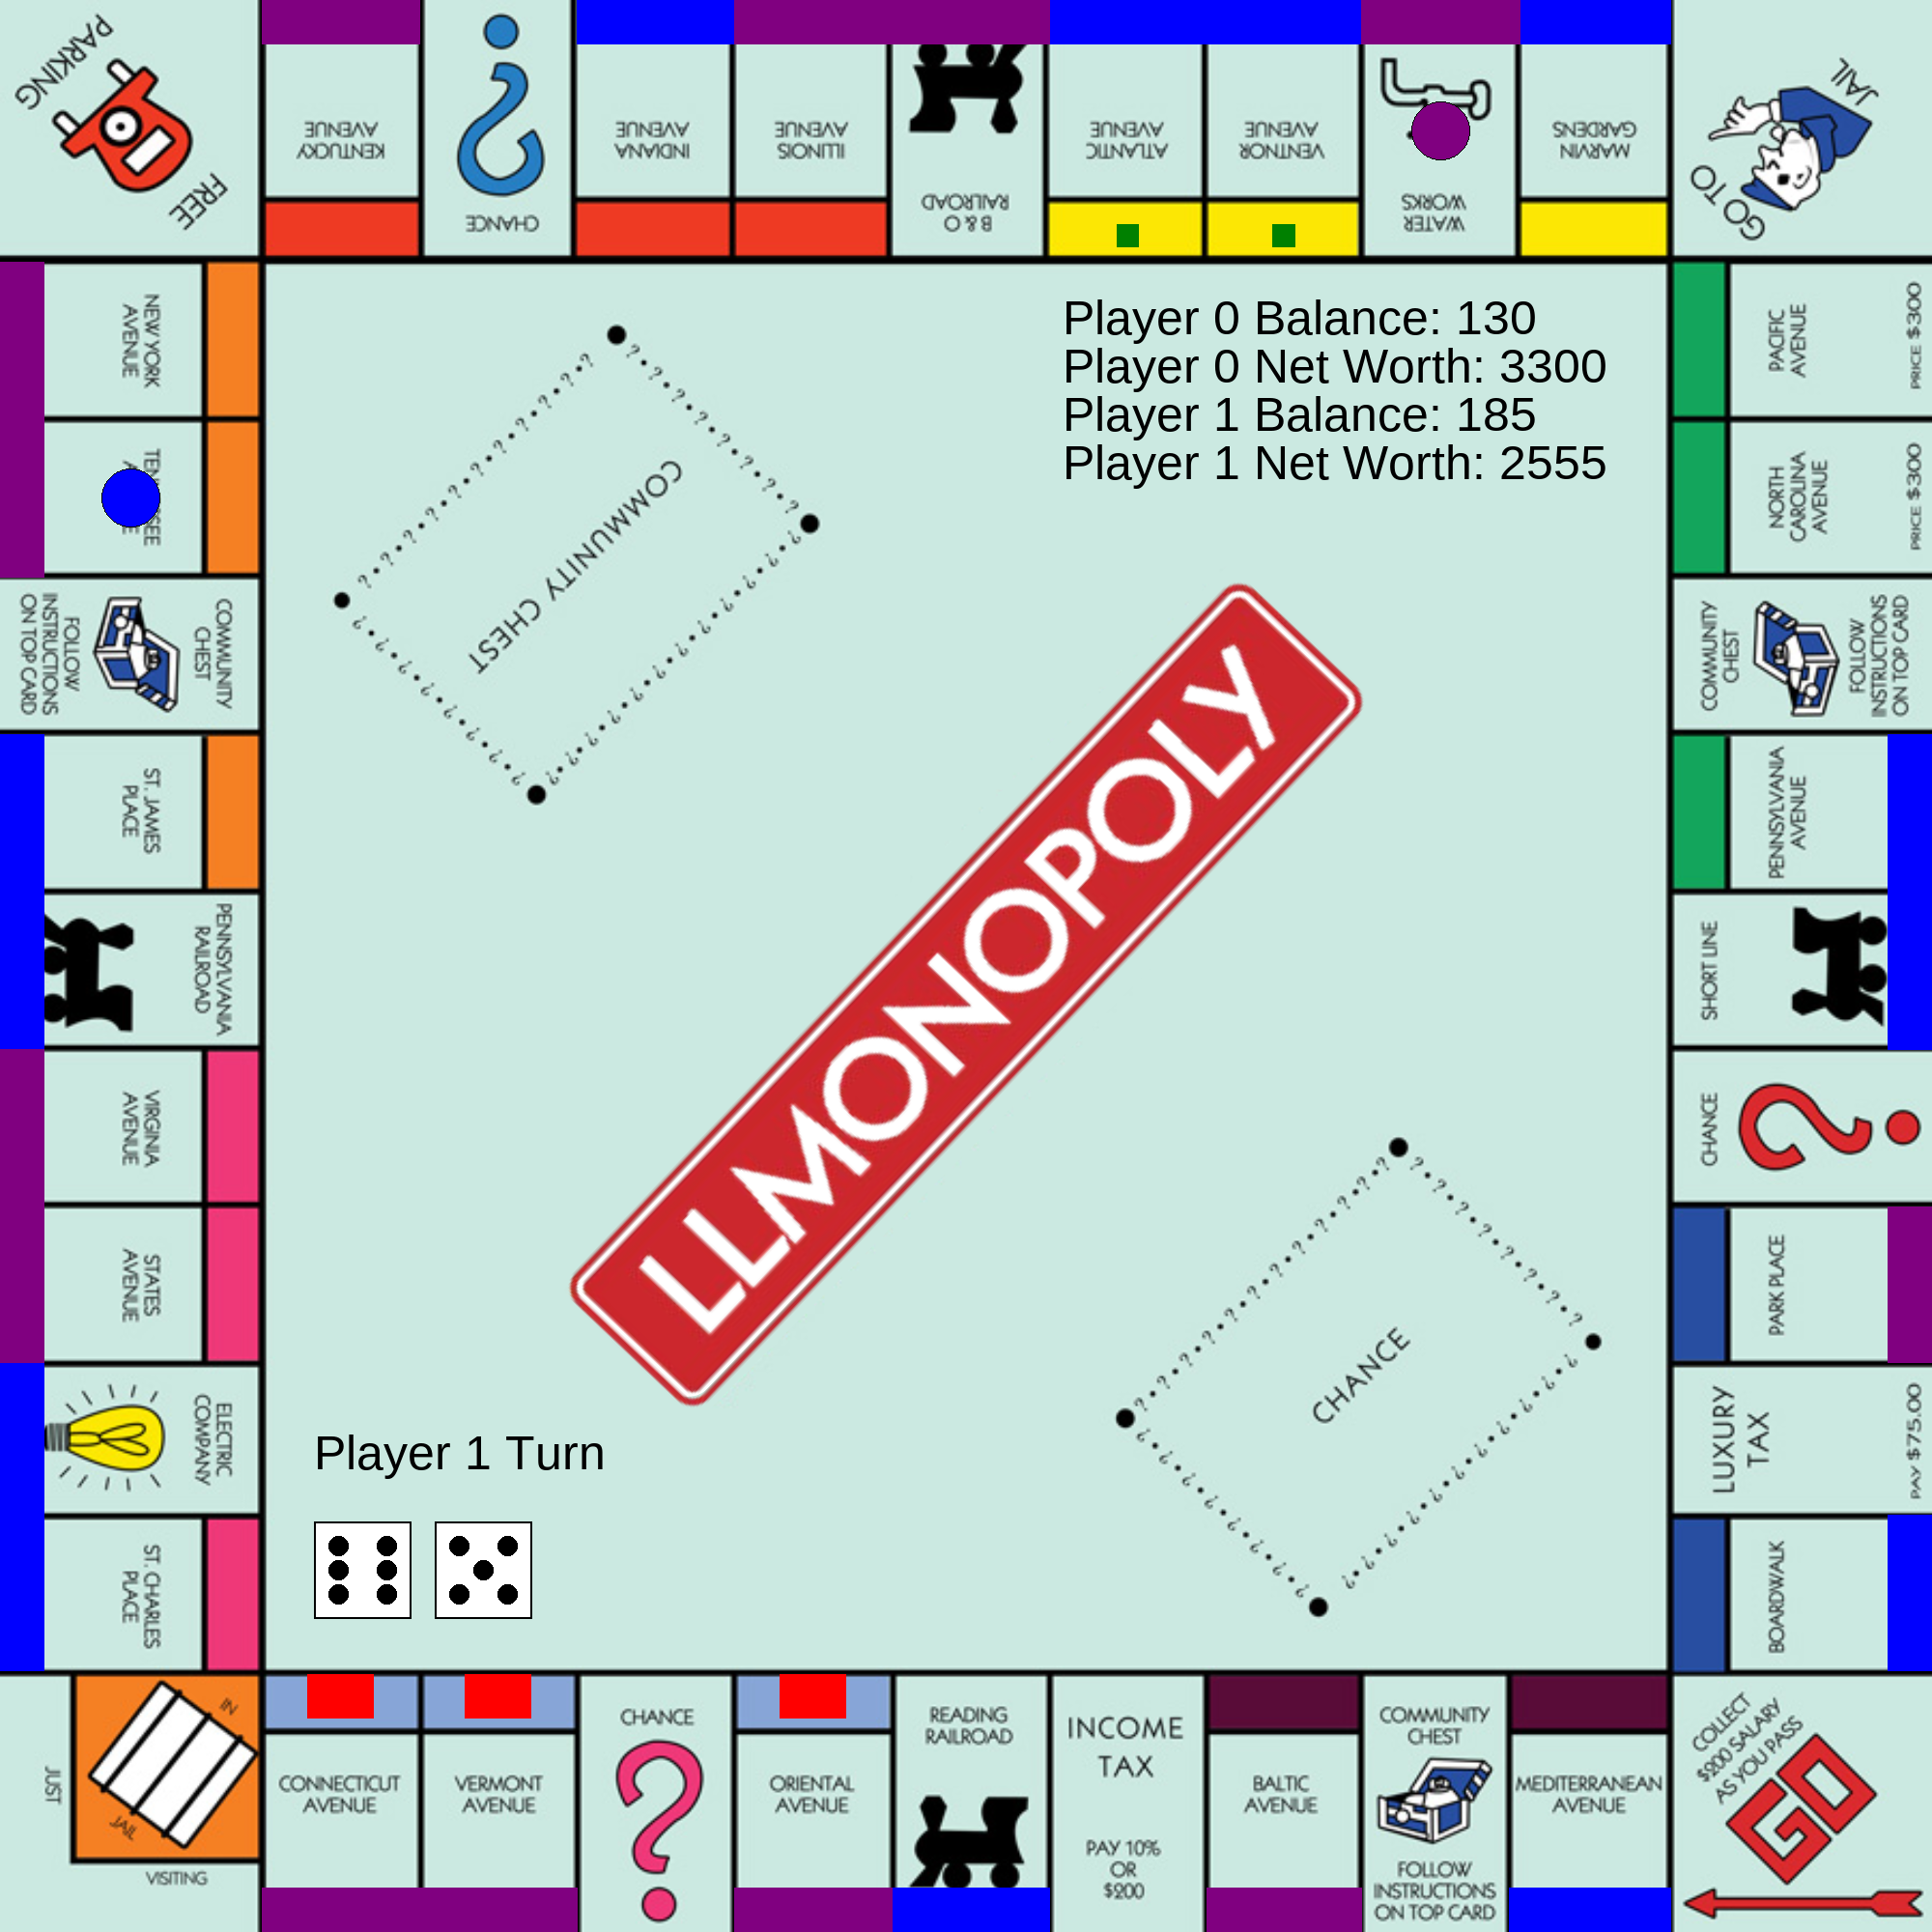 FREE
PARKING
KENTUCKY
AVENUE
CHANCE
INDIANA
AVENUE
ILLINOIS
AVENUE
B & O
RAILROAD
ATLANTIC
AVENUE
VENTNOR
AVENUE
WATER
WORKS
MARVIN
GARDENS
GO TO
JAIL
NEW YORK
AVENUE
COMMUNITY
CHEST
FOLLOW
INSTRUCTIONS
ON TOP CARD
ST. JAMES
PLACE
PENNSYLVANIA
RAILROAD
VIRGINIA
AVENUE
STATES
AVENUE
ELECTRIC
COMPANY
ST. CHARLES
PLACE
COMMUNITY CHEST
Player 0 Balance: 130
Player 0 Net Worth: 3300
Player 1 Balance: 185
Player 1 Net Worth: 2555
LLMONOPOLY
CHANCE
Player 1 Turn
PACIFIC
AVENUE
PRICE $300
NORTH
CAROLINA
AVENUE
PRICE $300
COMMUNITY
CHEST
FOLLOW
INSTRUCTIONS
ON TOP CARD
PENNSYLVANIA
AVENUE
SHORT LINE
CHANCE
PARK PLACE
LUXURY
TAX
PAY $75.00
BOARDWALK
JUST
VISITING
IN
JAIL
CONNECTICUT
AVENUE
VERMONT
AVENUE
CHANCE
ORIENTAL
AVENUE
READING
RAILROAD
INCOME
TAX
PAY 10%
OR
$200
BALTIC
AVENUE
COMMUNITY
CHEST
FOLLOW
INSTRUCTIONS
ON TOP CARD
MEDITERRANEAN
AVENUE
COLLECT
$200 SALARY
AS YOU PASS
GO